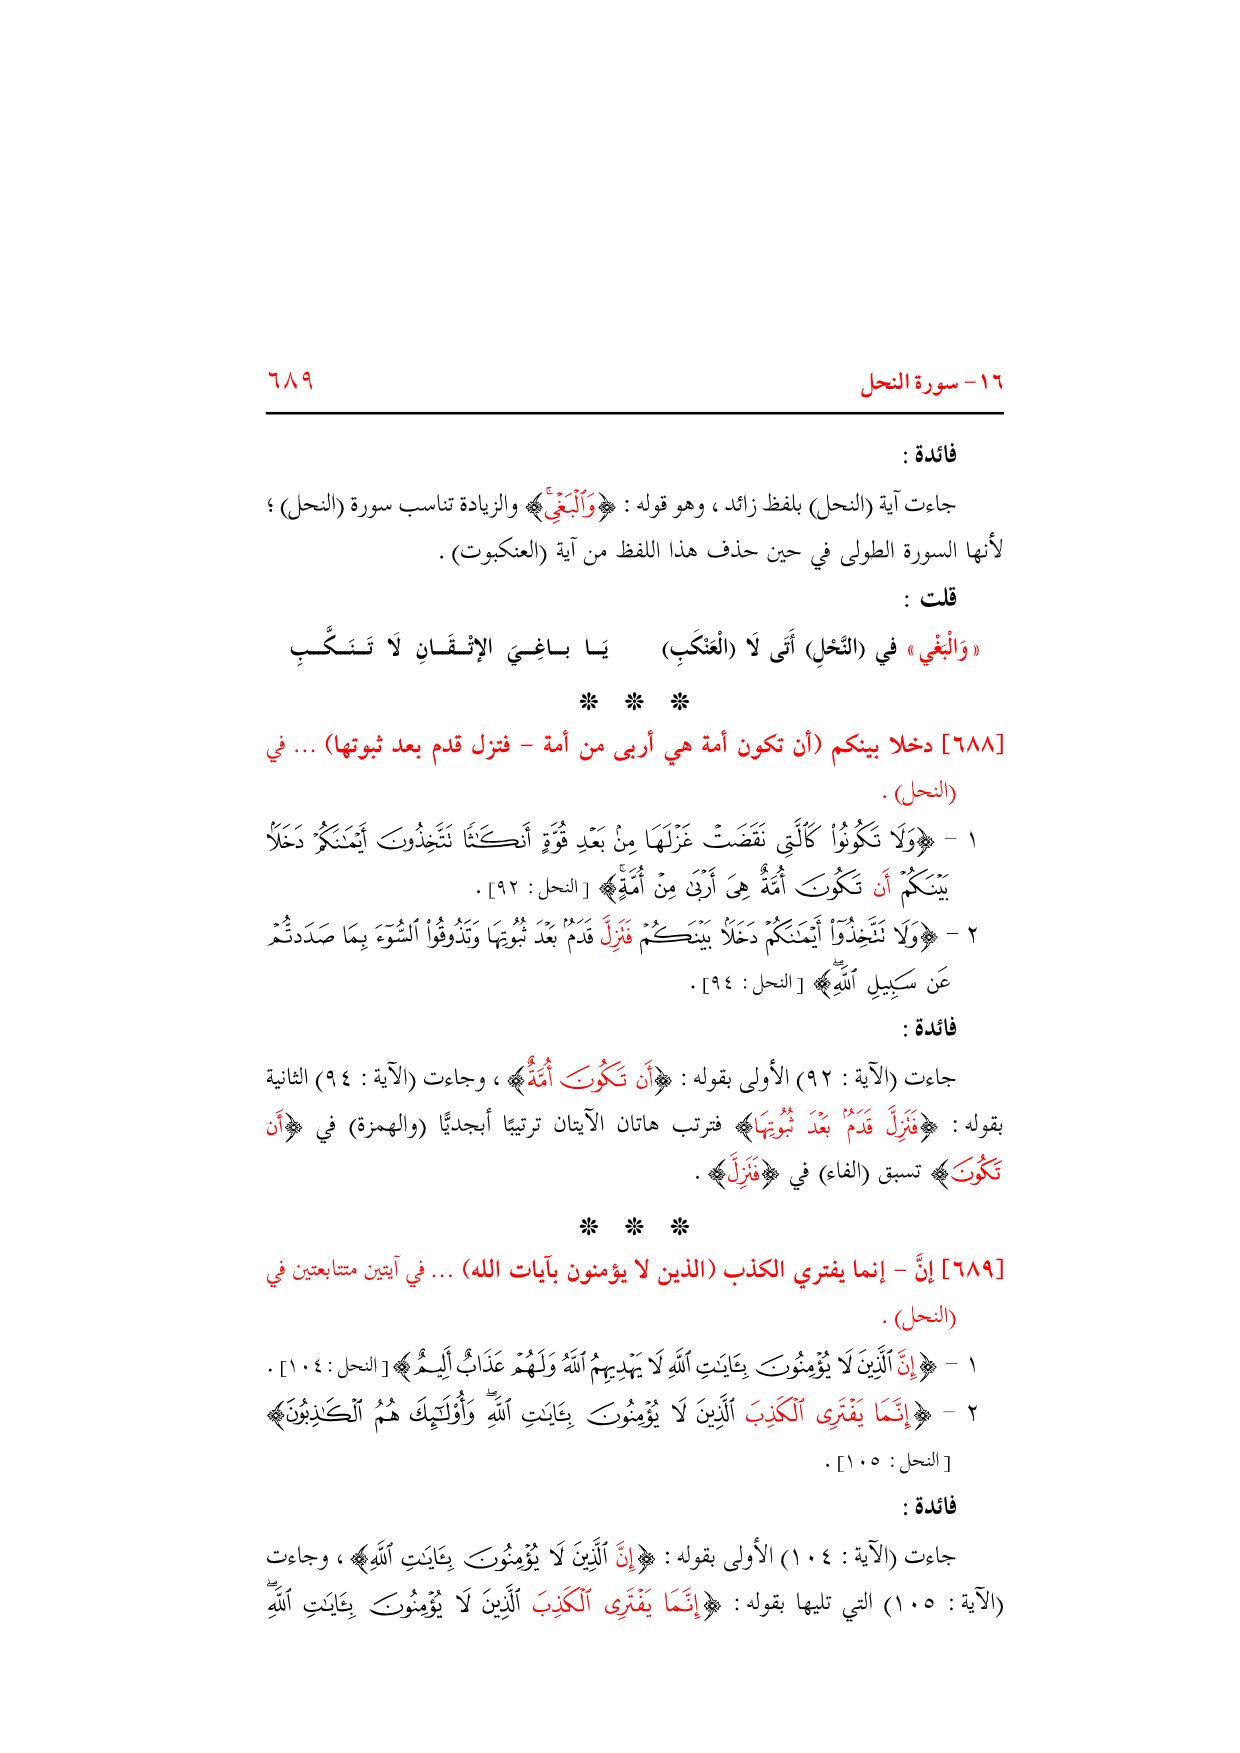 ١٦- سورة النحل ٦٨٩
فائدة :
جاءت آية (النحل) بلفظ زائد ، وهو قوله : ﴿وَٱلۡبَغۡيِۚ﴾ والزيادة تناسب سورة (النحل) ؛
لأنها السورة الطولى في حين حذف هذا اللفظ من آية (العنكبوت) .
قلت :
« وَالْبَغْي » في (النَّحْلِ) أَتَى لَا (الْعَنْكَبِ) يَـا بـاغِـيَ الإتْـقَـانِ لَا تَـنَـكَّـبِ
[٦٨٨] دخلا بينكم (أن تكون أمة هي أربى من أمة - فتزل قدم بعد ثبوتها) ... في
(النحل) .
١ - ﴿وَلَا تَكُونُواْ كَٱلَّتِي نَقَضَتۡ غَزۡلَهَا مِنۢ بَعۡدِ قُوَّةٍ أَنكَٰثٗا تَتَّخِذُونَ أَيۡمَٰنَكُمۡ دَخَلَۢا
بَيۡنَكُمۡ أَن تَكُونَ أُمَّةٌ هِيَ أَرۡبَىٰ مِنۡ أُمَّةٍۚ﴾ [النحل : ٩٢] .
٢ - ﴿وَلَا تَتَّخِذُوٓاْ أَيۡمَٰنَكُمۡ دَخَلَۢا بَيۡنَكُمۡ فَتَزِلَّ قَدَمُۢ بَعۡدَ ثُبُوتِهَا وَتَذُوقُواْ ٱلسُّوٓءَ بِمَا صَدَدتُّمۡ
عَن سَبِيلِ ٱللَّهِۖ﴾ [النحل : ٩٤] .
فائدة :
جاءت (الآية : ٩٢) الأولى بقوله : ﴿أَن تَكُونَ أُمَّةٌ﴾ ، وجاءت (الآية : ٩٤) الثانية
بقوله : ﴿فَتَزِلَّ قَدَمُۢ بَعۡدَ ثُبُوتِهَا﴾ فترتب هاتان الآيتان ترتيبًا أبجديًّا (والهمزة) في ﴿أَن
تَكُونَ﴾ تسبق (الفاء) في ﴿فَتَزِلَّ﴾ .
[٦٨٩] إنَّ - إنما يفتري الكذب (الذين لا يؤمنون بآيات الله) ... في آيتين متتابعتين في
(النحل) .
١ - ﴿إِنَّ ٱلَّذِينَ لَا يُؤۡمِنُونَ بِـَٔايَٰتِ ٱللَّهِ لَا يَهۡدِيهِمُ ٱللَّهُ وَلَهُمۡ عَذَابٌ أَلِيمٌ﴾ [النحل : ١٠٤] .
٢ - ﴿إِنَّمَا يَفۡتَرِي ٱلۡكَذِبَ ٱلَّذِينَ لَا يُؤۡمِنُونَ بِـَٔايَٰتِ ٱللَّهِۖ وَأُوْلَٰٓئِكَ هُمُ ٱلۡكَٰذِبُونَ﴾
[النحل : ١٠٥] .
فائدة :
جاءت (الآية : ١٠٤) الأولى بقوله : ﴿إِنَّ ٱلَّذِينَ لَا يُؤۡمِنُونَ بِـَٔايَٰتِ ٱللَّهِ﴾ ، وجاءت
(الآية : ١٠٥) التي تليها بقوله : ﴿إِنَّمَا يَفۡتَرِي ٱلۡكَذِبَ ٱلَّذِينَ لَا يُؤۡمِنُونَ بِـَٔايَٰتِ ٱللَّهِۖ